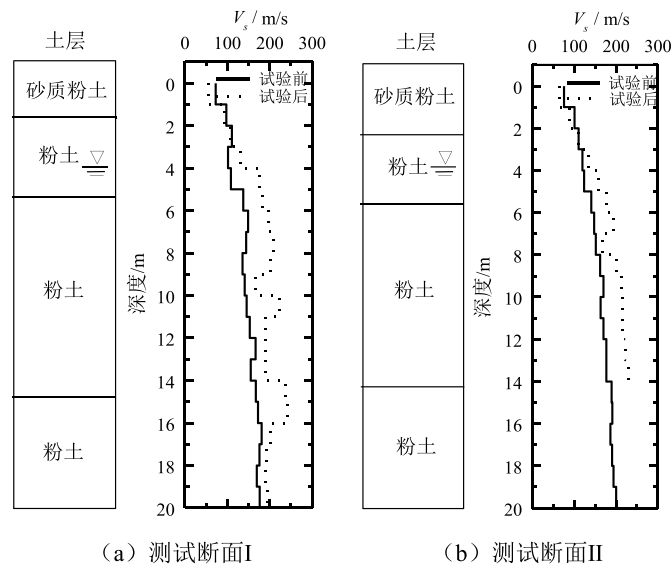 土层
V_s / m/s
0 100 200 300
砂质粉土
粉土
粉土
粉土
深度/m
0
2
4
6
8
10
12
14
16
18
20
试验前
试验后
（a）测试断面I
土层
V_s / m/s
0 100 200 300
砂质粉土
粉土
粉土
粉土
深度/m
0
2
4
6
8
10
12
14
16
18
20
试验前
试验后
（b）测试断面II